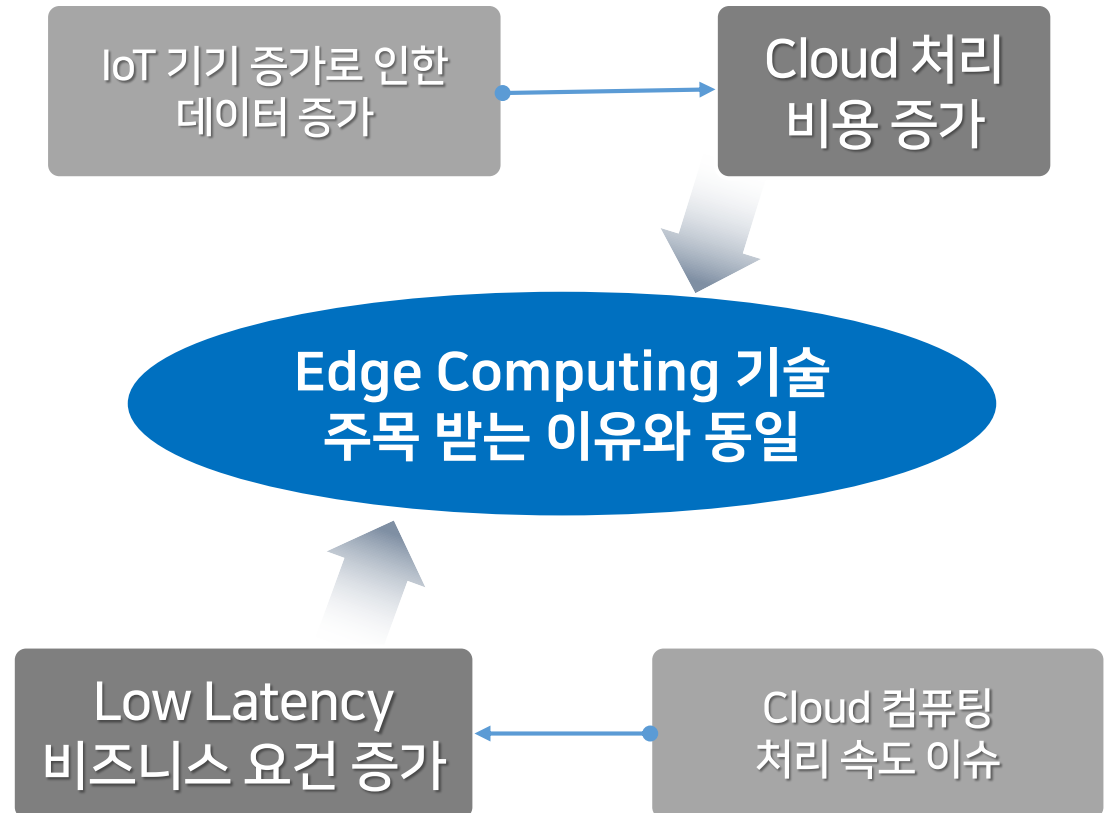 IoT 기기 증가로 인한
데이터 증가
Cloud 처리
비용 증가
Edge Computing 기술
주목 받는 이유와 동일
Low Latency
비즈니스 요건 증가
Cloud 컴퓨팅
처리 속도 이슈